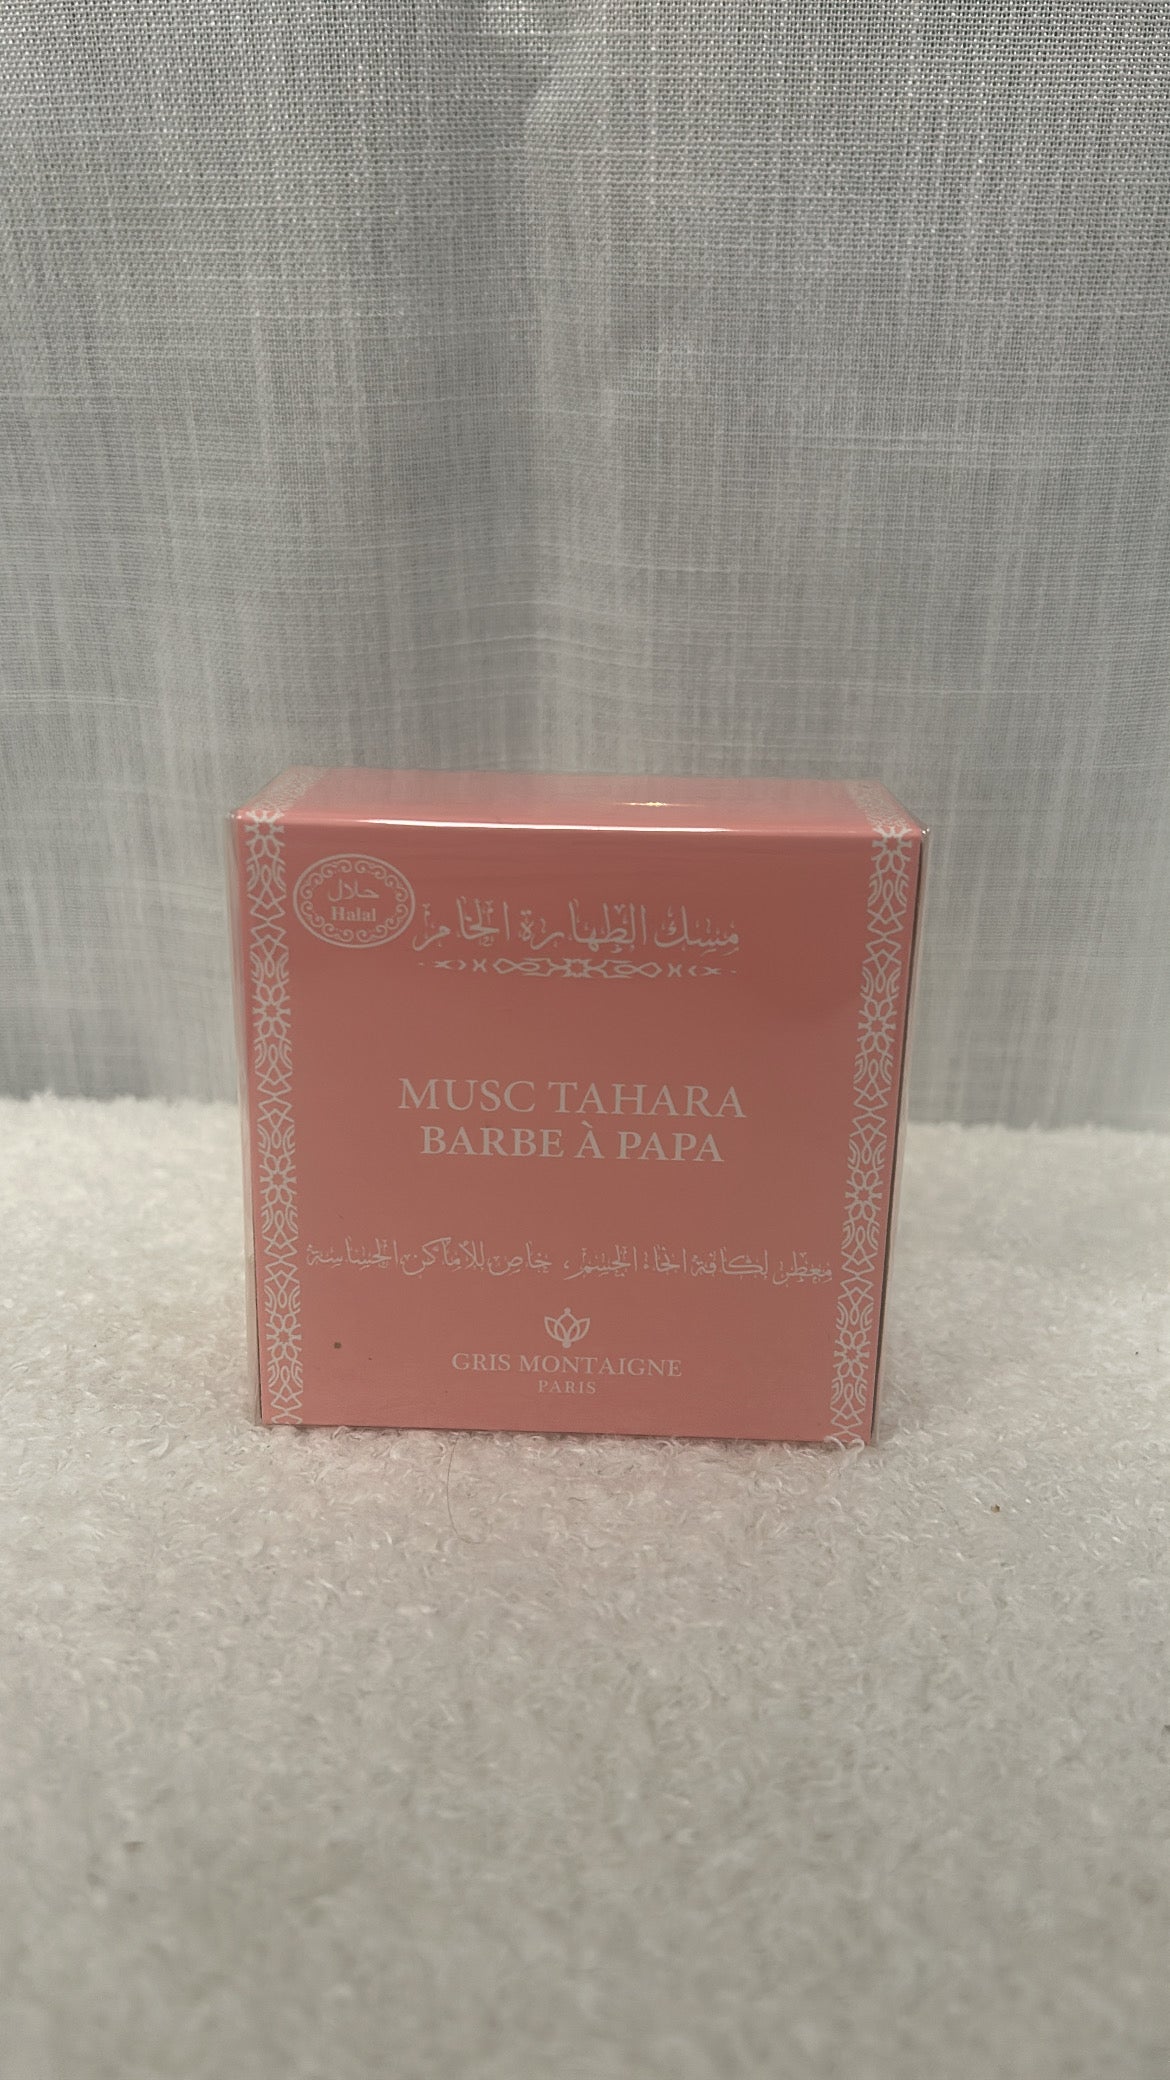 حلال
Halal
مسك الطهارة الخام
MUSC TAHARA
BARBE À PAPA
معطر لكافة انحاء الجسم، خاص للأماكن الحساسة
GRIS MONTAIGNE
PARIS